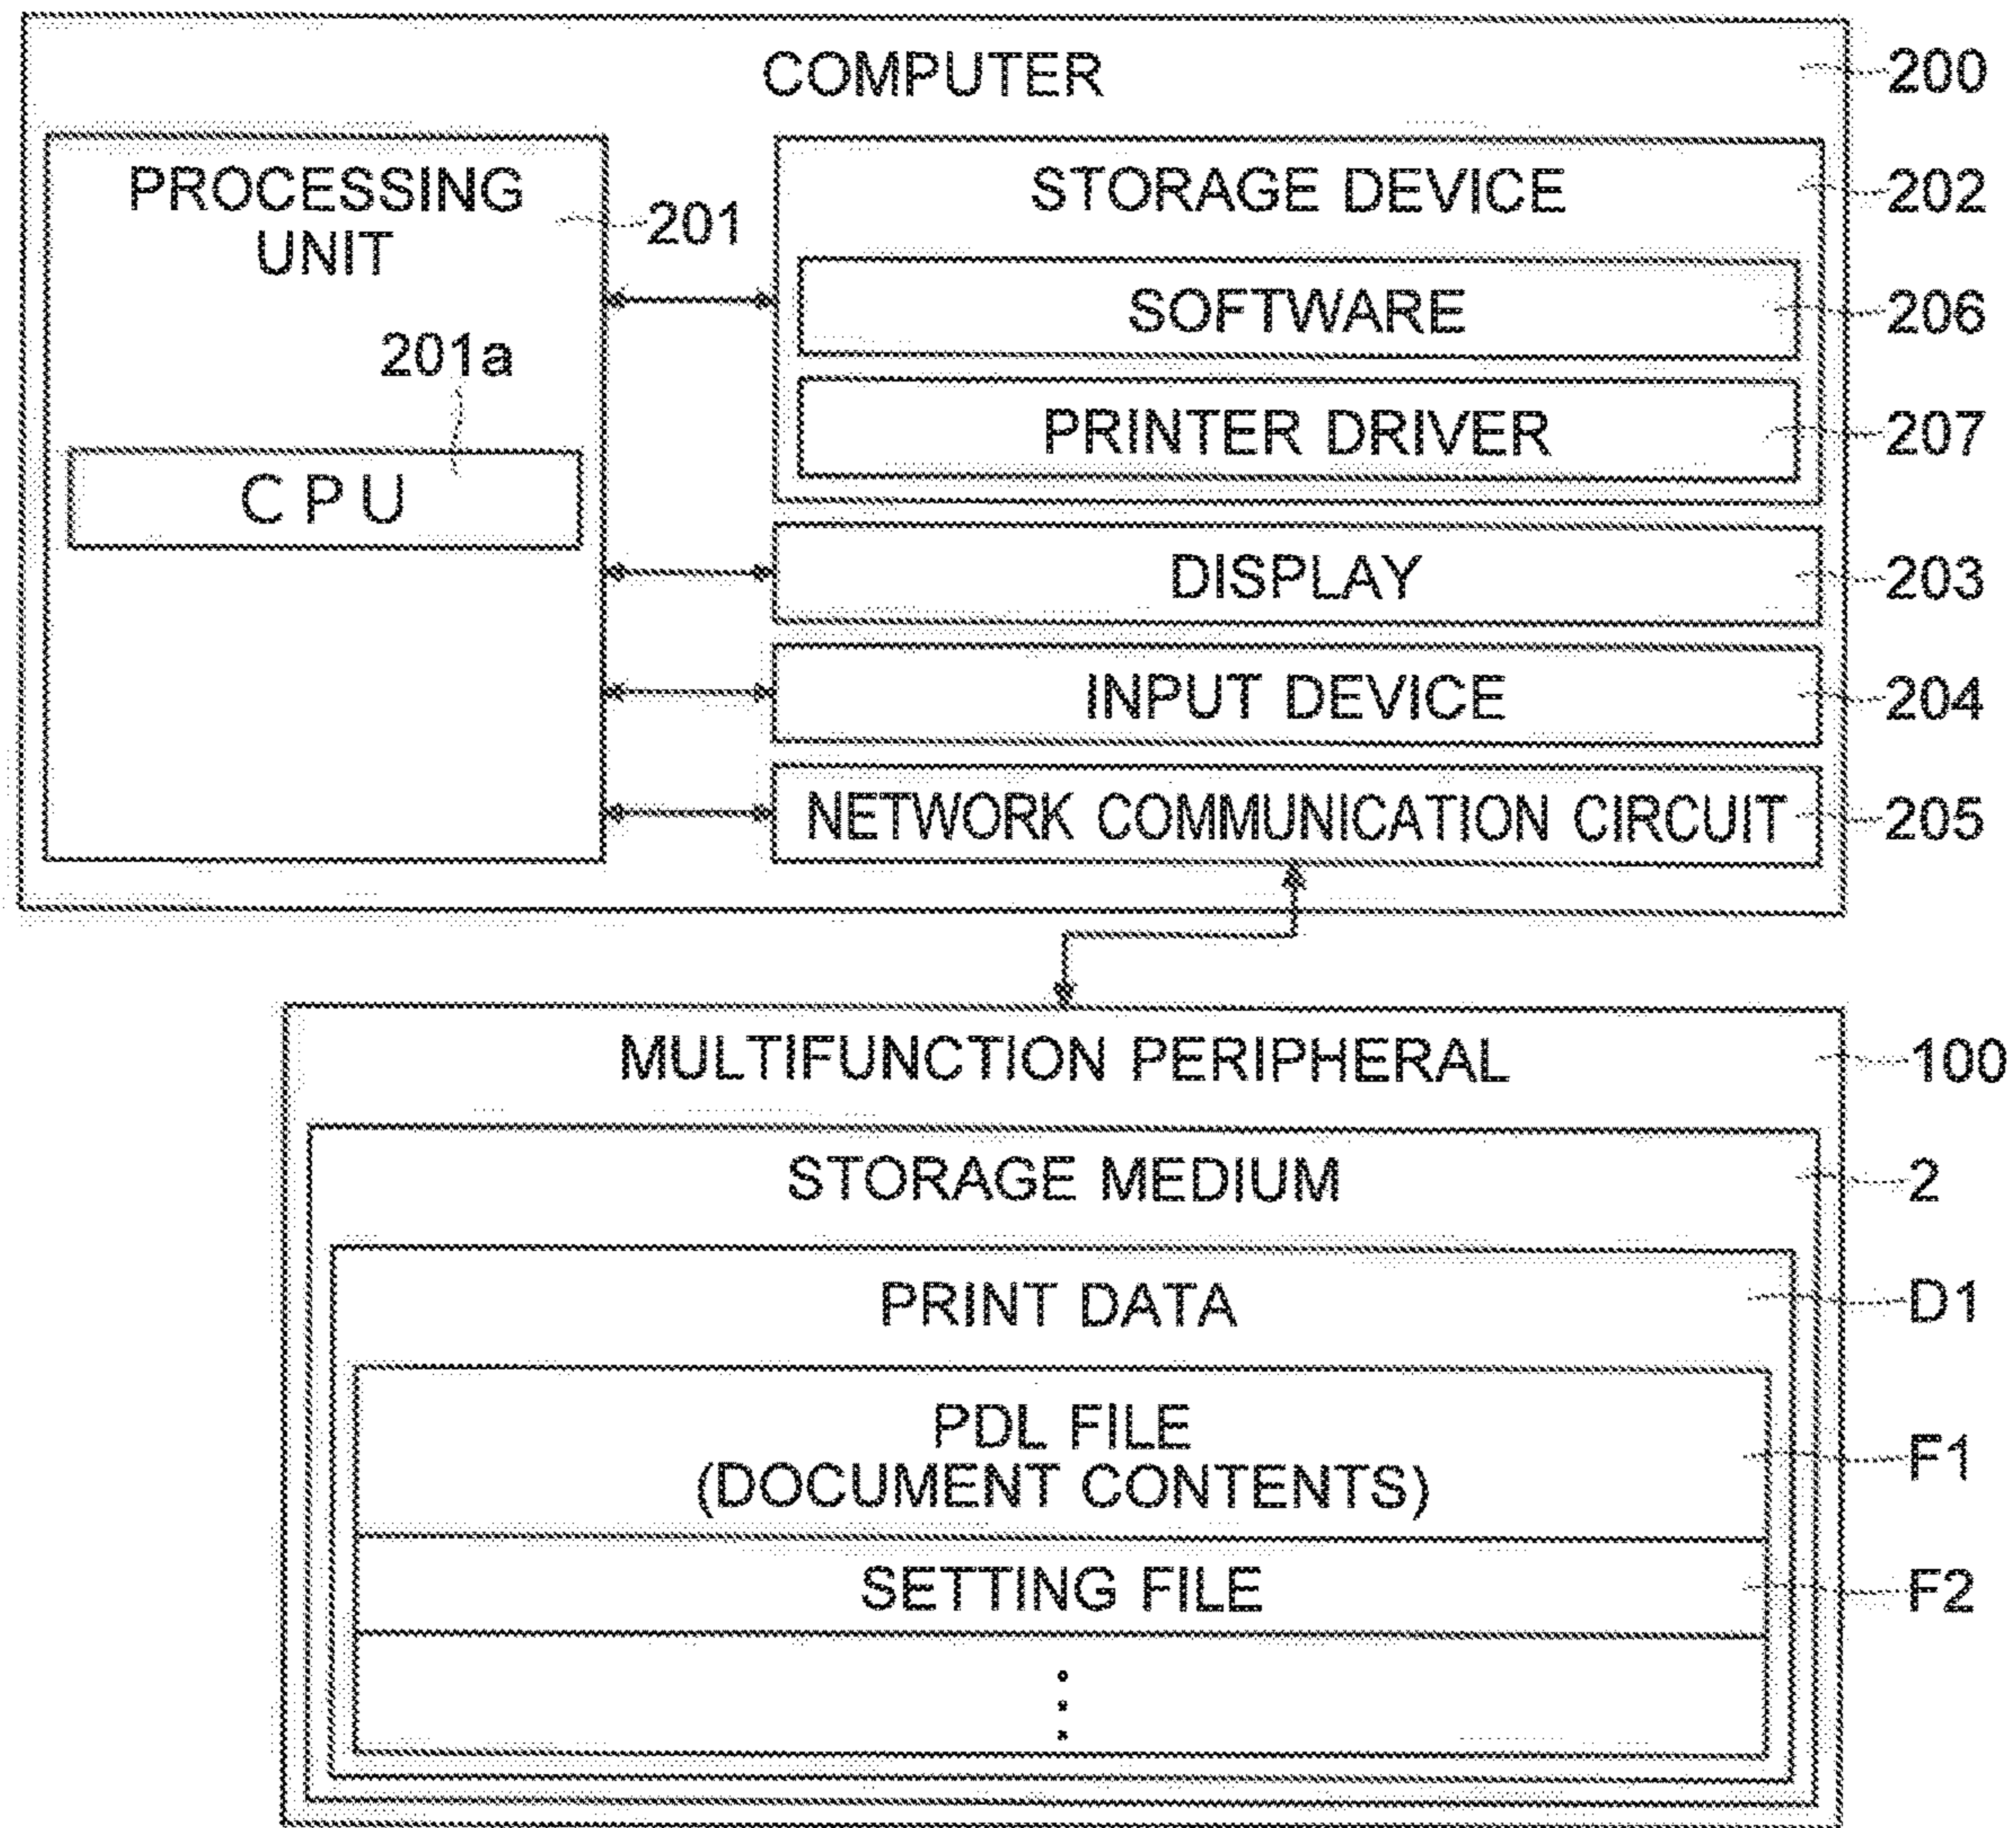 COMPUTER 200
PROCESSING
UNIT
201
STORAGE DEVICE 202
SOFTWARE 206
201a
PRINTER DRIVER 207
CPU
DISPLAY 203
INPUT DEVICE 204
NETWORK COMMUNICATION CIRCUIT 205
MULTIFUNCTION PERIPHERAL 100
STORAGE MEDIUM 2
PRINT DATA D1
PDL FILE
(DOCUMENT CONTENTS) F1
SETTING FILE F2